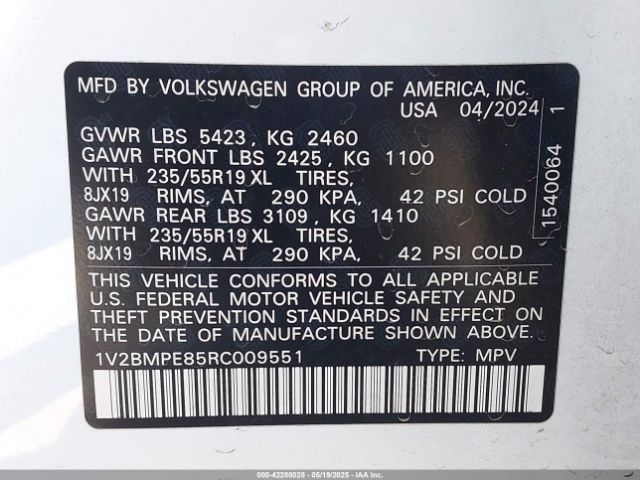 MFD BY VOLKSWAGEN GROUP OF AMERICA, INC.
USA 04/2024
GVWR LBS 5423, KG 2460
GAWR FRONT LBS 2425, KG 1100
WITH 235/55R19 XL TIRES,
8JX19 RIMS, AT 290 KPA, 42 PSI COLD
GAWR REAR LBS 3109, KG 1410
WITH 235/55R19 XL TIRES,
8JX19 RIMS, AT 290 KPA, 42 PSI COLD
THIS VEHICLE CONFORMS TO ALL APPLICABLE
U.S. FEDERAL MOTOR VEHICLE SAFETY AND
THEFT PREVENTION STANDARDS IN EFFECT ON
THE DATE OF MANUFACTURE SHOWN ABOVE.
1V2BMPE85RC009551 TYPE: MPV
1540064 1
000-42288028 - 05/19/2025 - IAAI.COM